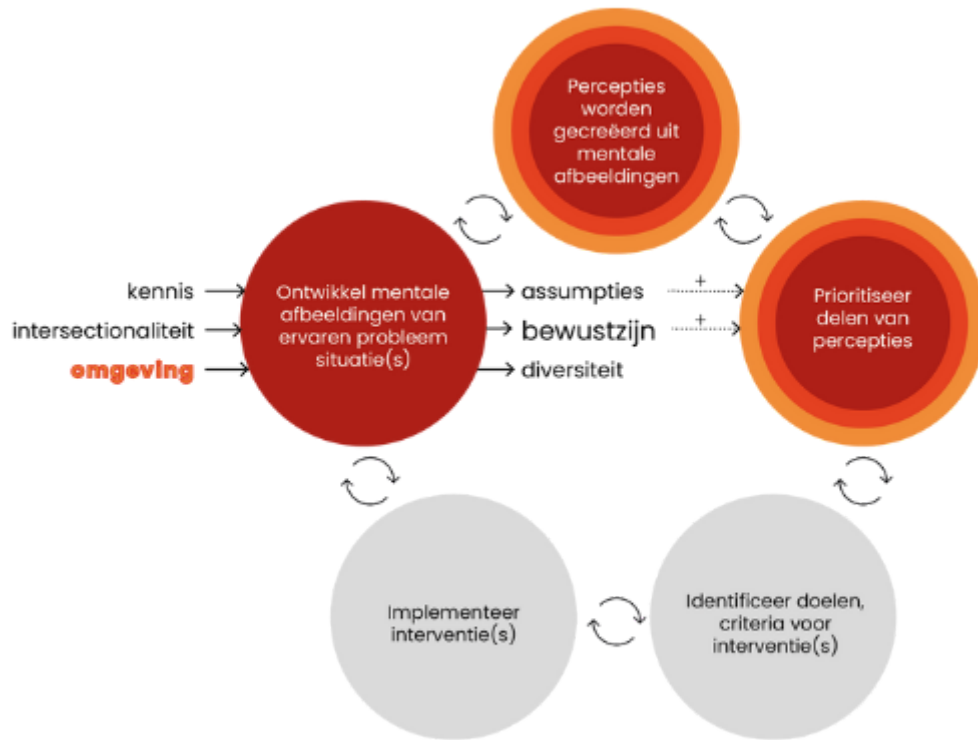 Percepties
worden
gecreëerd uit
mentale
afbeeldingen
kennis
intersectionaliteit
omgeving
Ontwikkel mentale
afbeeldingen van
ervaren probleem
situatie(s)
assumpties
+
bewustzijn
+
diversiteit
Prioritiseer
delen van
percepties
Implementeer
interventie(s)
Identificeer doelen,
criteria voor
interventie(s)